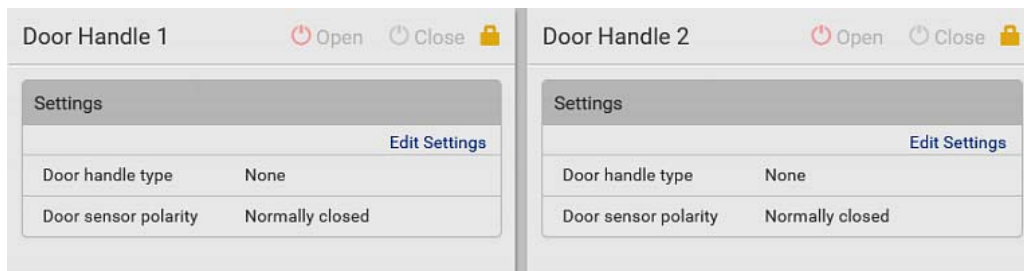 Door Handle 1 Open Close
Settings
Edit Settings
Door handle type None
Door sensor polarity Normally closed
Door Handle 2 Open Close
Settings
Edit Settings
Door handle type None
Door sensor polarity Normally closed